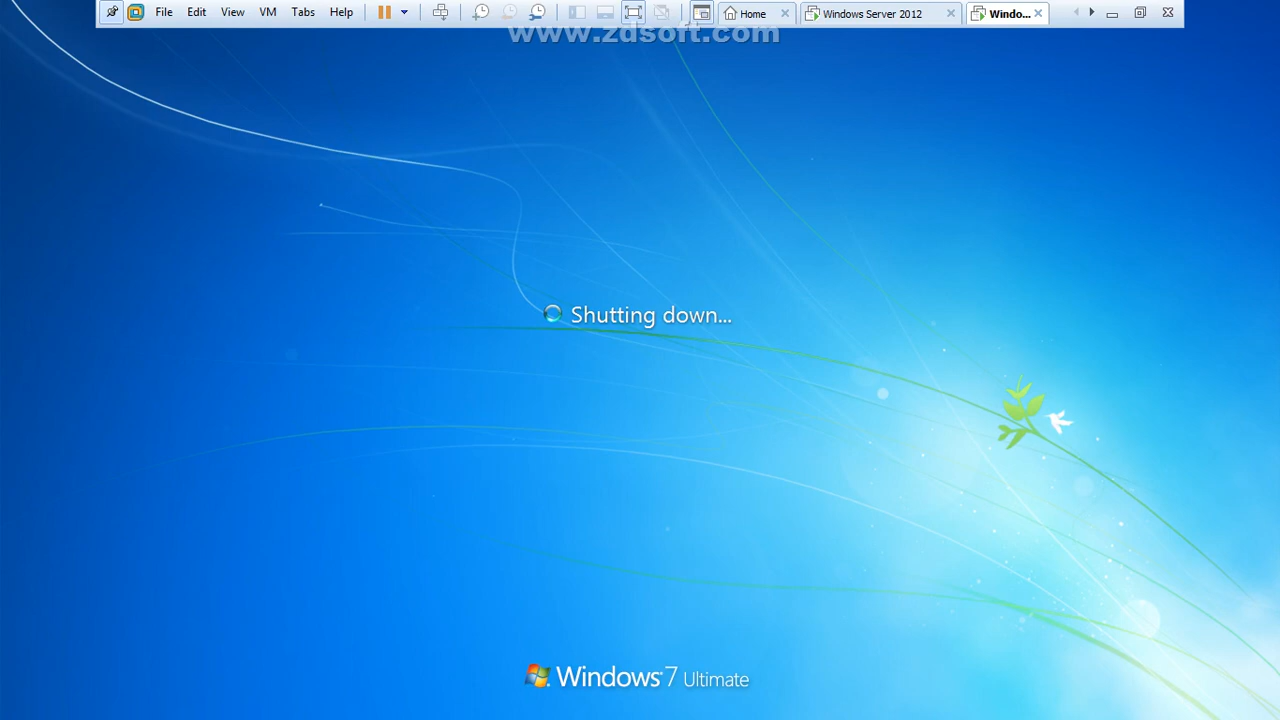 File Edit View VM Tabs Help Home Windows Server 2012 Windo...
www.zdsoft.com
Shutting down...
Windows 7 Ultimate